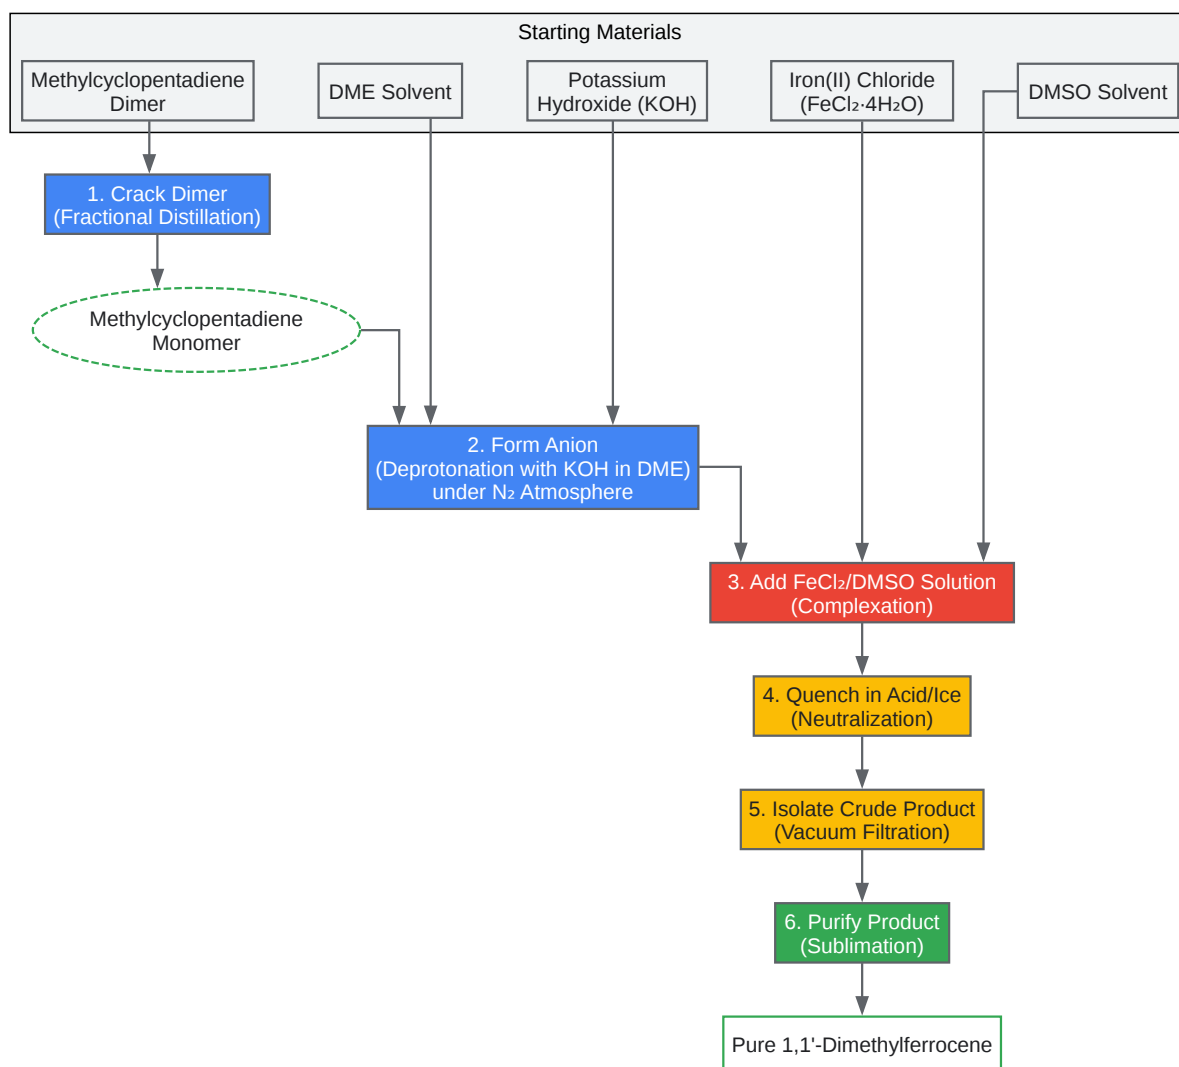 Starting Materials
Methylcyclopentadiene
Dimer
DME Solvent
Potassium
Hydroxide (KOH)
Iron(II) Chloride
(FeCl₂·4H₂O)
DMSO Solvent
1. Crack Dimer
(Fractional Distillation)
Methylcyclopentadiene
Monomer
2. Form Anion
(Deprotonation with KOH in DME)
under N₂ Atmosphere
3. Add FeCl₂/DMSO Solution
(Complexation)
4. Quench in Acid/Ice
(Neutralization)
5. Isolate Crude Product
(Vacuum Filtration)
6. Purify Product
(Sublimation)
Pure 1,1'-Dimethylferrocene